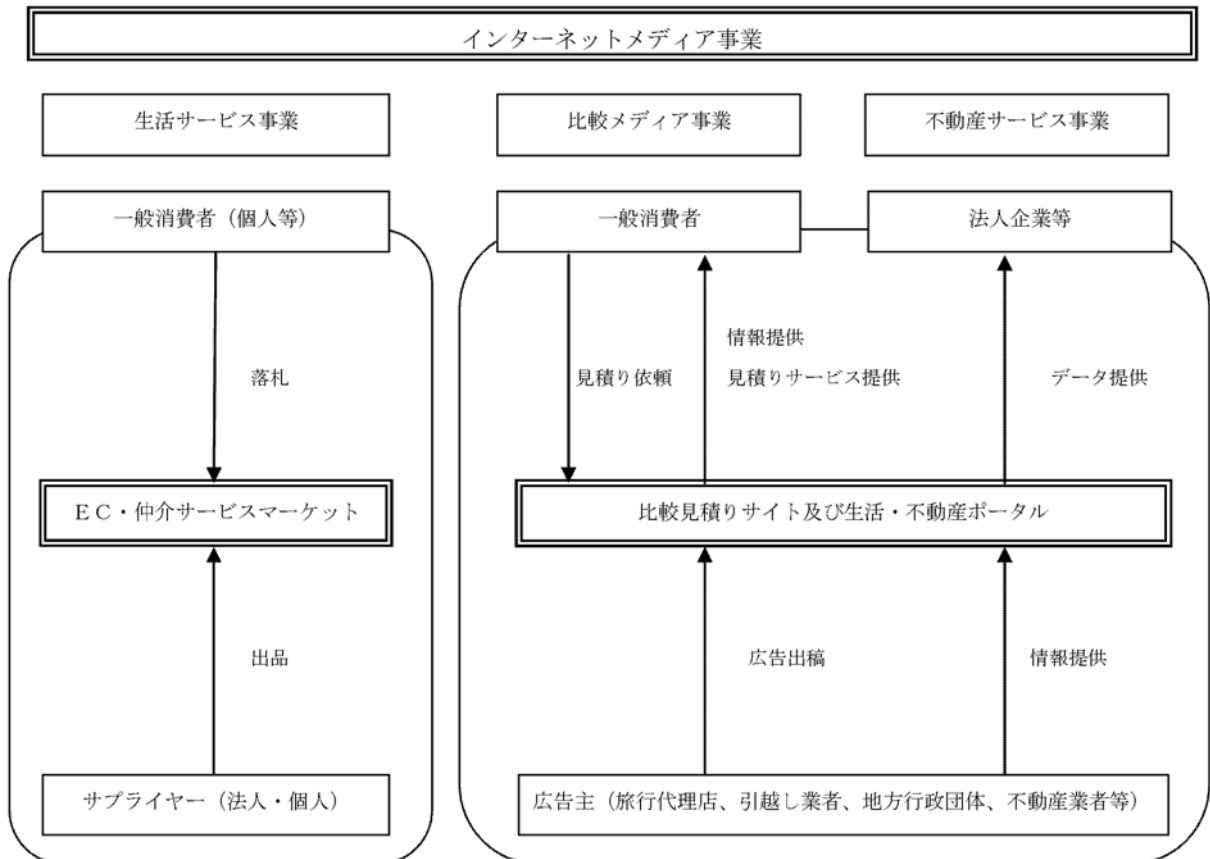 インターネットメディア事業
生活サービス事業
比較メディア事業
不動産サービス事業
一般消費者（個人等）
一般消費者
法人企業等
落札
見積り依頼
情報提供
見積りサービス提供
データ提供
ＥＣ・仲介サービスマーケット
比較見積りサイト及び生活・不動産ポータル
出品
広告出稿
情報提供
サプライヤー（法人・個人）
広告主（旅行代理店、引越し業者、地方行政団体、不動産業者等）